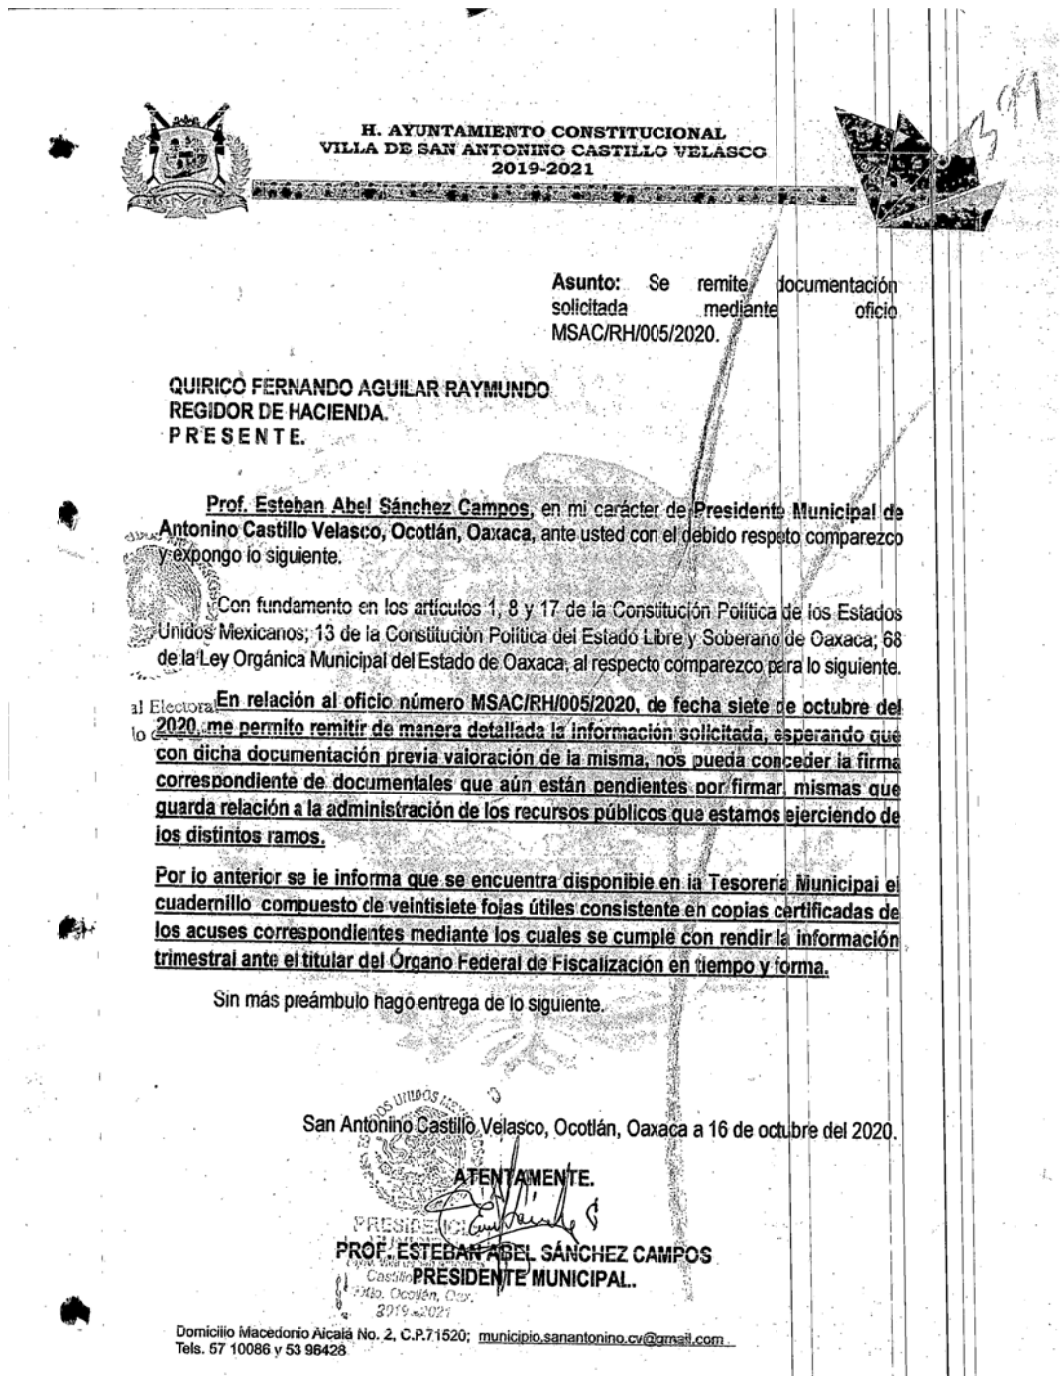 H. AYUNTAMIENTO CONSTITUCIONAL
VILLA DE SAN ANTONINO CASTILLO VELASCO
2019-2021
Asunto: Se remite documentación
solicitada mediante oficio
MSAC/RH/005/2020.
QUIRICO FERNANDO AGUILAR RAYMUNDO
REGIDOR DE HACIENDA.
P R E S E N T E.
Prof. Esteban Abel Sánchez Campos, en mi carácter de Presidente Municipal de
Antonino Castillo Velasco, Ocotlán, Oaxaca, ante usted con el debido respeto comparezco
y expongo lo siguiente.
Con fundamento en los artículos 1, 8 y 17 de la Constitución Política de los Estados
Unidos Mexicanos; 13 de la Constitución Política del Estado Libre y Soberano de Oaxaca; 68
de la Ley Orgánica Municipal del Estado de Oaxaca, al respecto comparezco para lo siguiente.
al Electoral
En relación al oficio número MSAC/RH/005/2020, de fecha siete de octubre del
2020, me permito remitir de manera detallada la información solicitada, esperando que
con dicha documentación previa valoración de la misma, nos pueda conceder la firma
correspondiente de documentales que aún están pendientes por firmar, mismas que
guarda relación a la administración de los recursos públicos que estamos ejerciendo de
los distintos ramos.
Por lo anterior se le informa que se encuentra disponible en la Tesorería Municipal el
cuadernillo compuesto de veintisiete fojas útiles consistente en copias certificadas de
los acuses correspondientes mediante los cuales se cumple con rendir la información
trimestral ante el titular del Órgano Federal de Fiscalización en tiempo y forma.
Sin más preámbulo hago entrega de lo siguiente.
UNIDOS
San Antonino Castillo Velasco, Ocotlán, Oaxaca a 16 de octubre del 2020.
ATENTAMENTE.
PROF. ESTEBAN ABEL SÁNCHEZ CAMPOS
PRESIDENTE MUNICIPAL.
Castillo
Dtto. Ocotlán, Oax.
2019-2021
Domicilio Macedonio Alcalá No. 2, C.P.71520; municipio.sanantonino.cv@gmail.com
Tels. 57 10086 y 53 96428